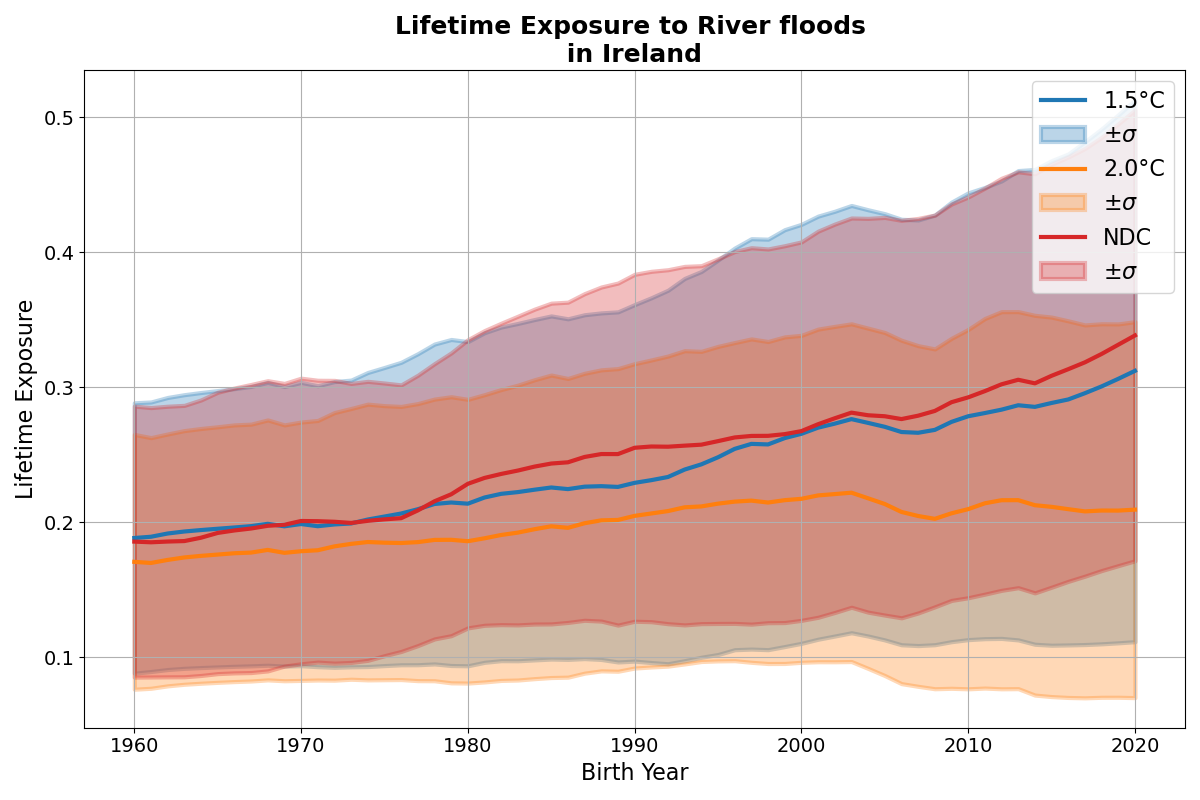 Lifetime Exposure to River floods
in Ireland
1.5°C
±σ
2.0°C
±σ
NDC
±σ
Lifetime Exposure
0.5
0.4
0.3
0.2
0.1
1960 1970 1980 1990 2000 2010 2020
Birth Year